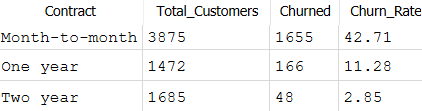 Contract Total_Customers Churned Churn_Rate
Month-to-month 3875 1655 42.71
One year 1472 166 11.28
Two year 1685 48 2.85